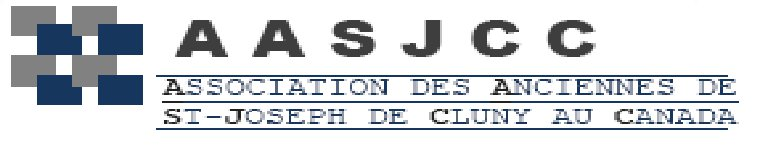 AASJCC
ASSOCIATION DES ANCIENNES DE
ST-JOSEPH DE CLUNY AU CANADA